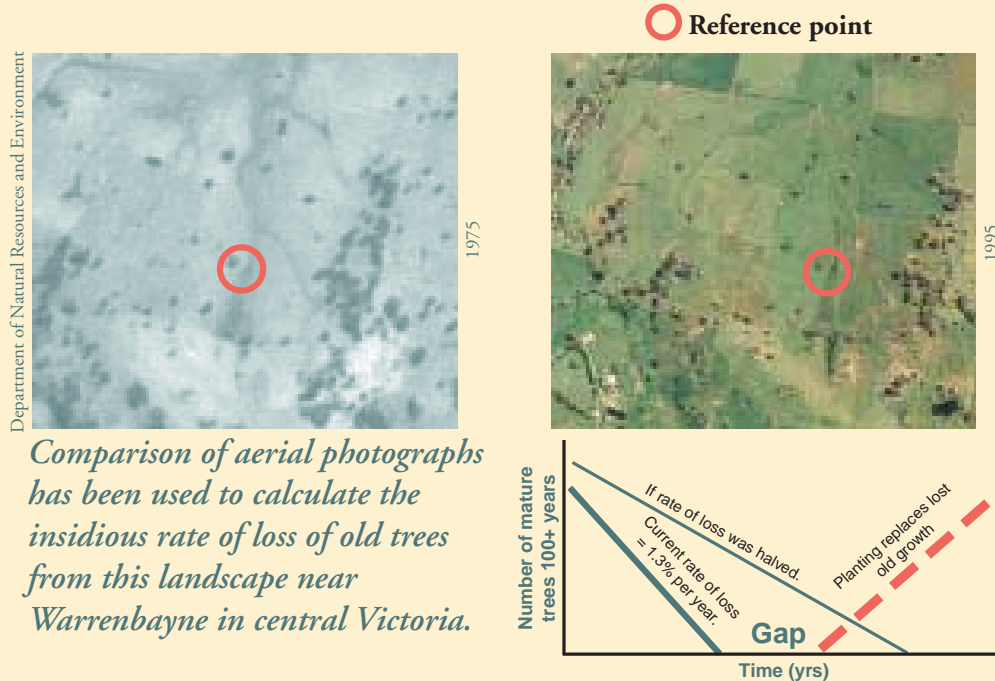 Reference point
Department of Natural Resources and Environment
1975
1995
Comparison of aerial photographs
has been used to calculate the
insidious rate of loss of old trees
from this landscape near
Warrenbayne in central Victoria.
Number of mature
trees 100+ years
If rate of loss was halved.
Current rate of loss
= 1.3% per year.
Planting replaces lost
old growth
Gap
Time (yrs)